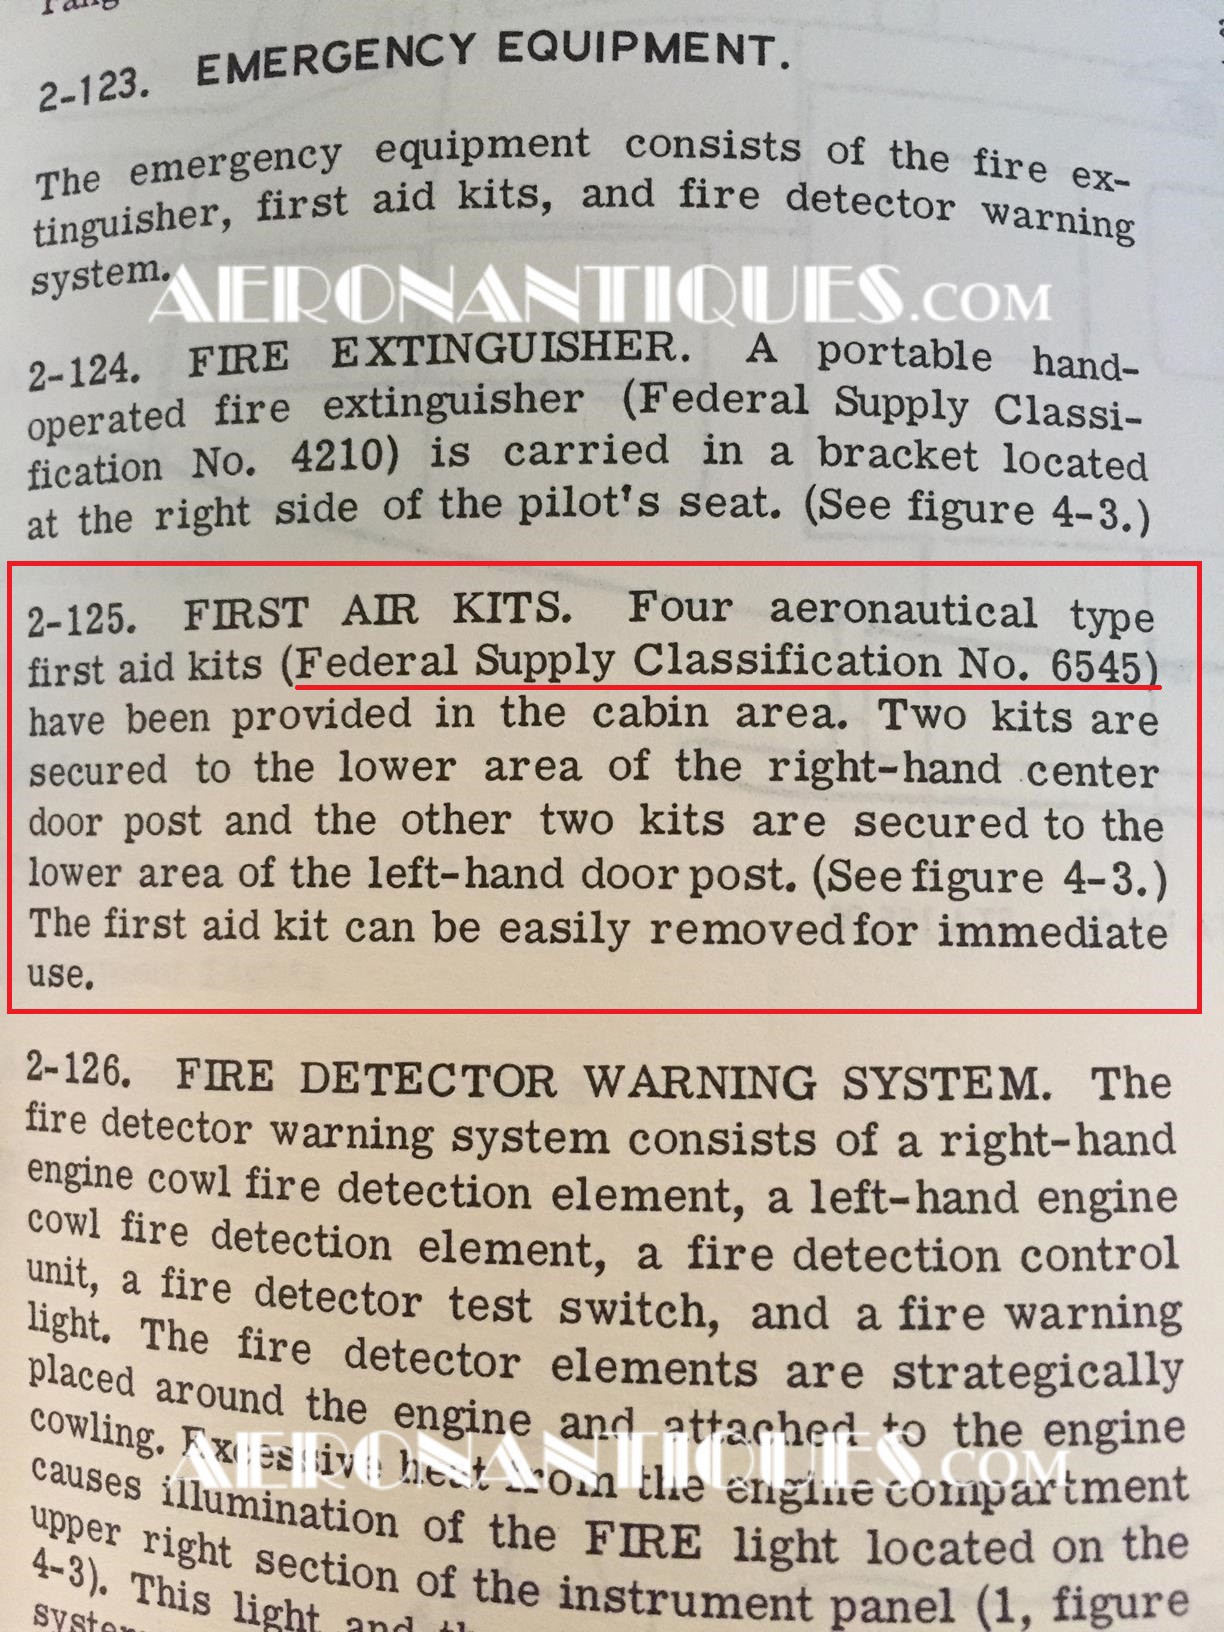 2-123. EMERGENCY EQUIPMENT.
The emergency equipment consists of the fire ex-
tinguisher, first aid kits, and fire detector warning
system.
AERONANTIQUES.COM
2-124. FIRE EXTINGUISHER. A portable hand-
operated fire extinguisher (Federal Supply Classi-
fication No. 4210) is carried in a bracket located
at the right side of the pilot's seat. (See figure 4-3.)
2-125. FIRST AIR KITS. Four aeronautical type
first aid kits (Federal Supply Classification No. 6545)
have been provided in the cabin area. Two kits are
secured to the lower area of the right-hand center
door post and the other two kits are secured to the
lower area of the left-hand door post. (See figure 4-3.)
The first aid kit can be easily removed for immediate
use.
2-126. FIRE DETECTOR WARNING SYSTEM. The
fire detector warning system consists of a right-hand
engine cowl fire detection element, a left-hand engine
cowl fire detection element, a fire detection control
unit, a fire detector test switch, and a fire warning
light. The fire detector elements are strategically
placed around the engine and attached to the engine
cowling. Excessive heat from the engine compartment
AERONANTIQUES.COM
causes illumination of the FIRE light located on the
upper right section of the instrument panel (1, figure
4-3). This light and